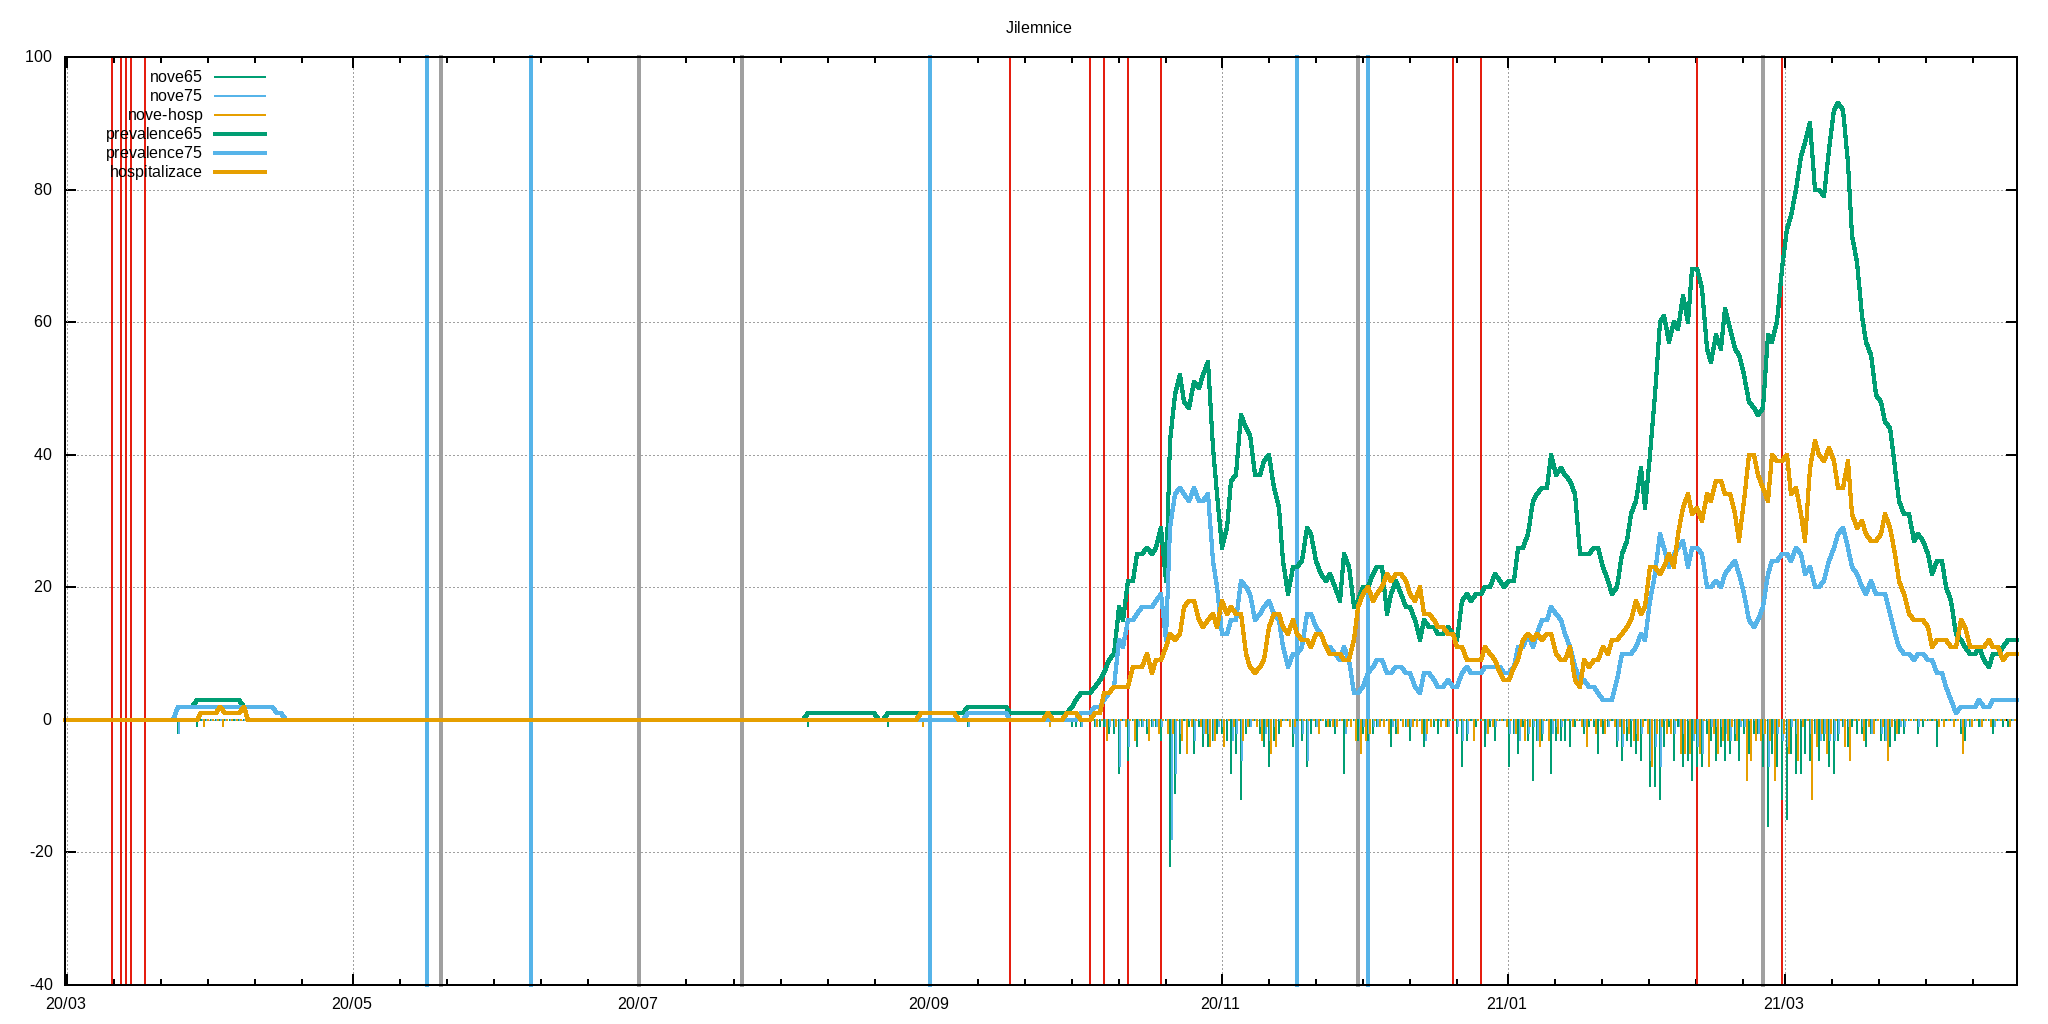 Jilemnice
100
80
60
40
20
0
-20
-40
nove65
nove75
nove-hosp
prevalence65
prevalence75
hospitalizace
20/03 20/05 20/07 20/09 20/11 21/01 21/03